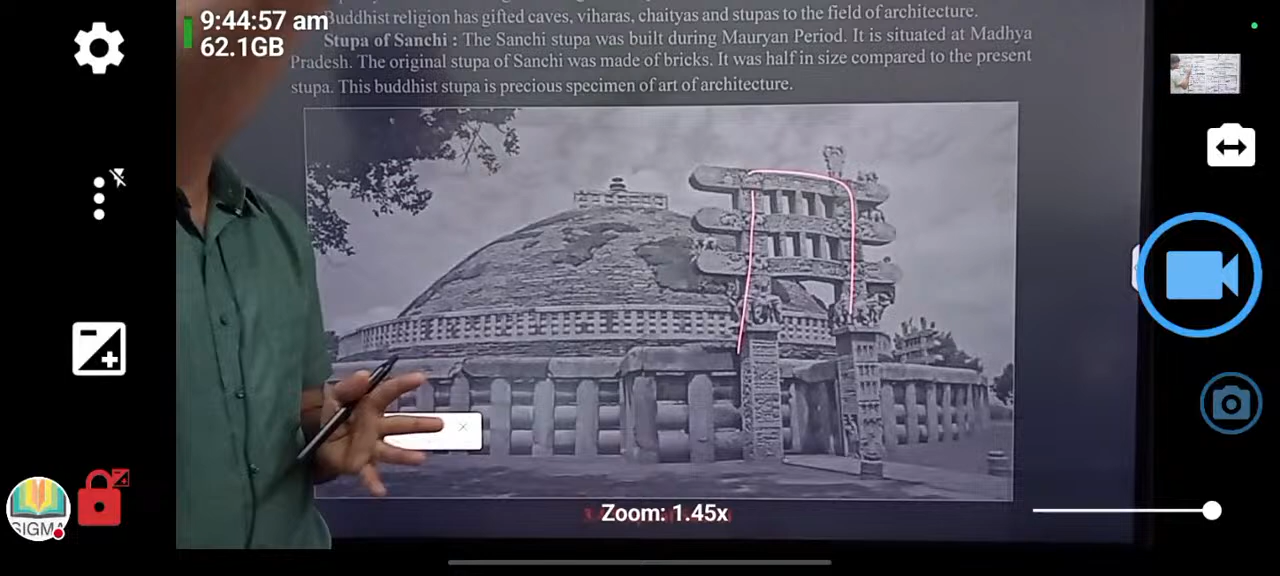 9:44:57 am
62.1GB
Buddhist religion has gifted caves, viharas, chaityas and stupas to the field of architecture.
Stupa of Sanchi : The Sanchi stupa was built during Mauryan Period. It is situated at Madhya
Pradesh. The original stupa of Sanchi was made of bricks. It was half in size compared to the present
stupa. This buddhist stupa is precious specimen of art of architecture.
SIGMA
Zoom: 1.45x